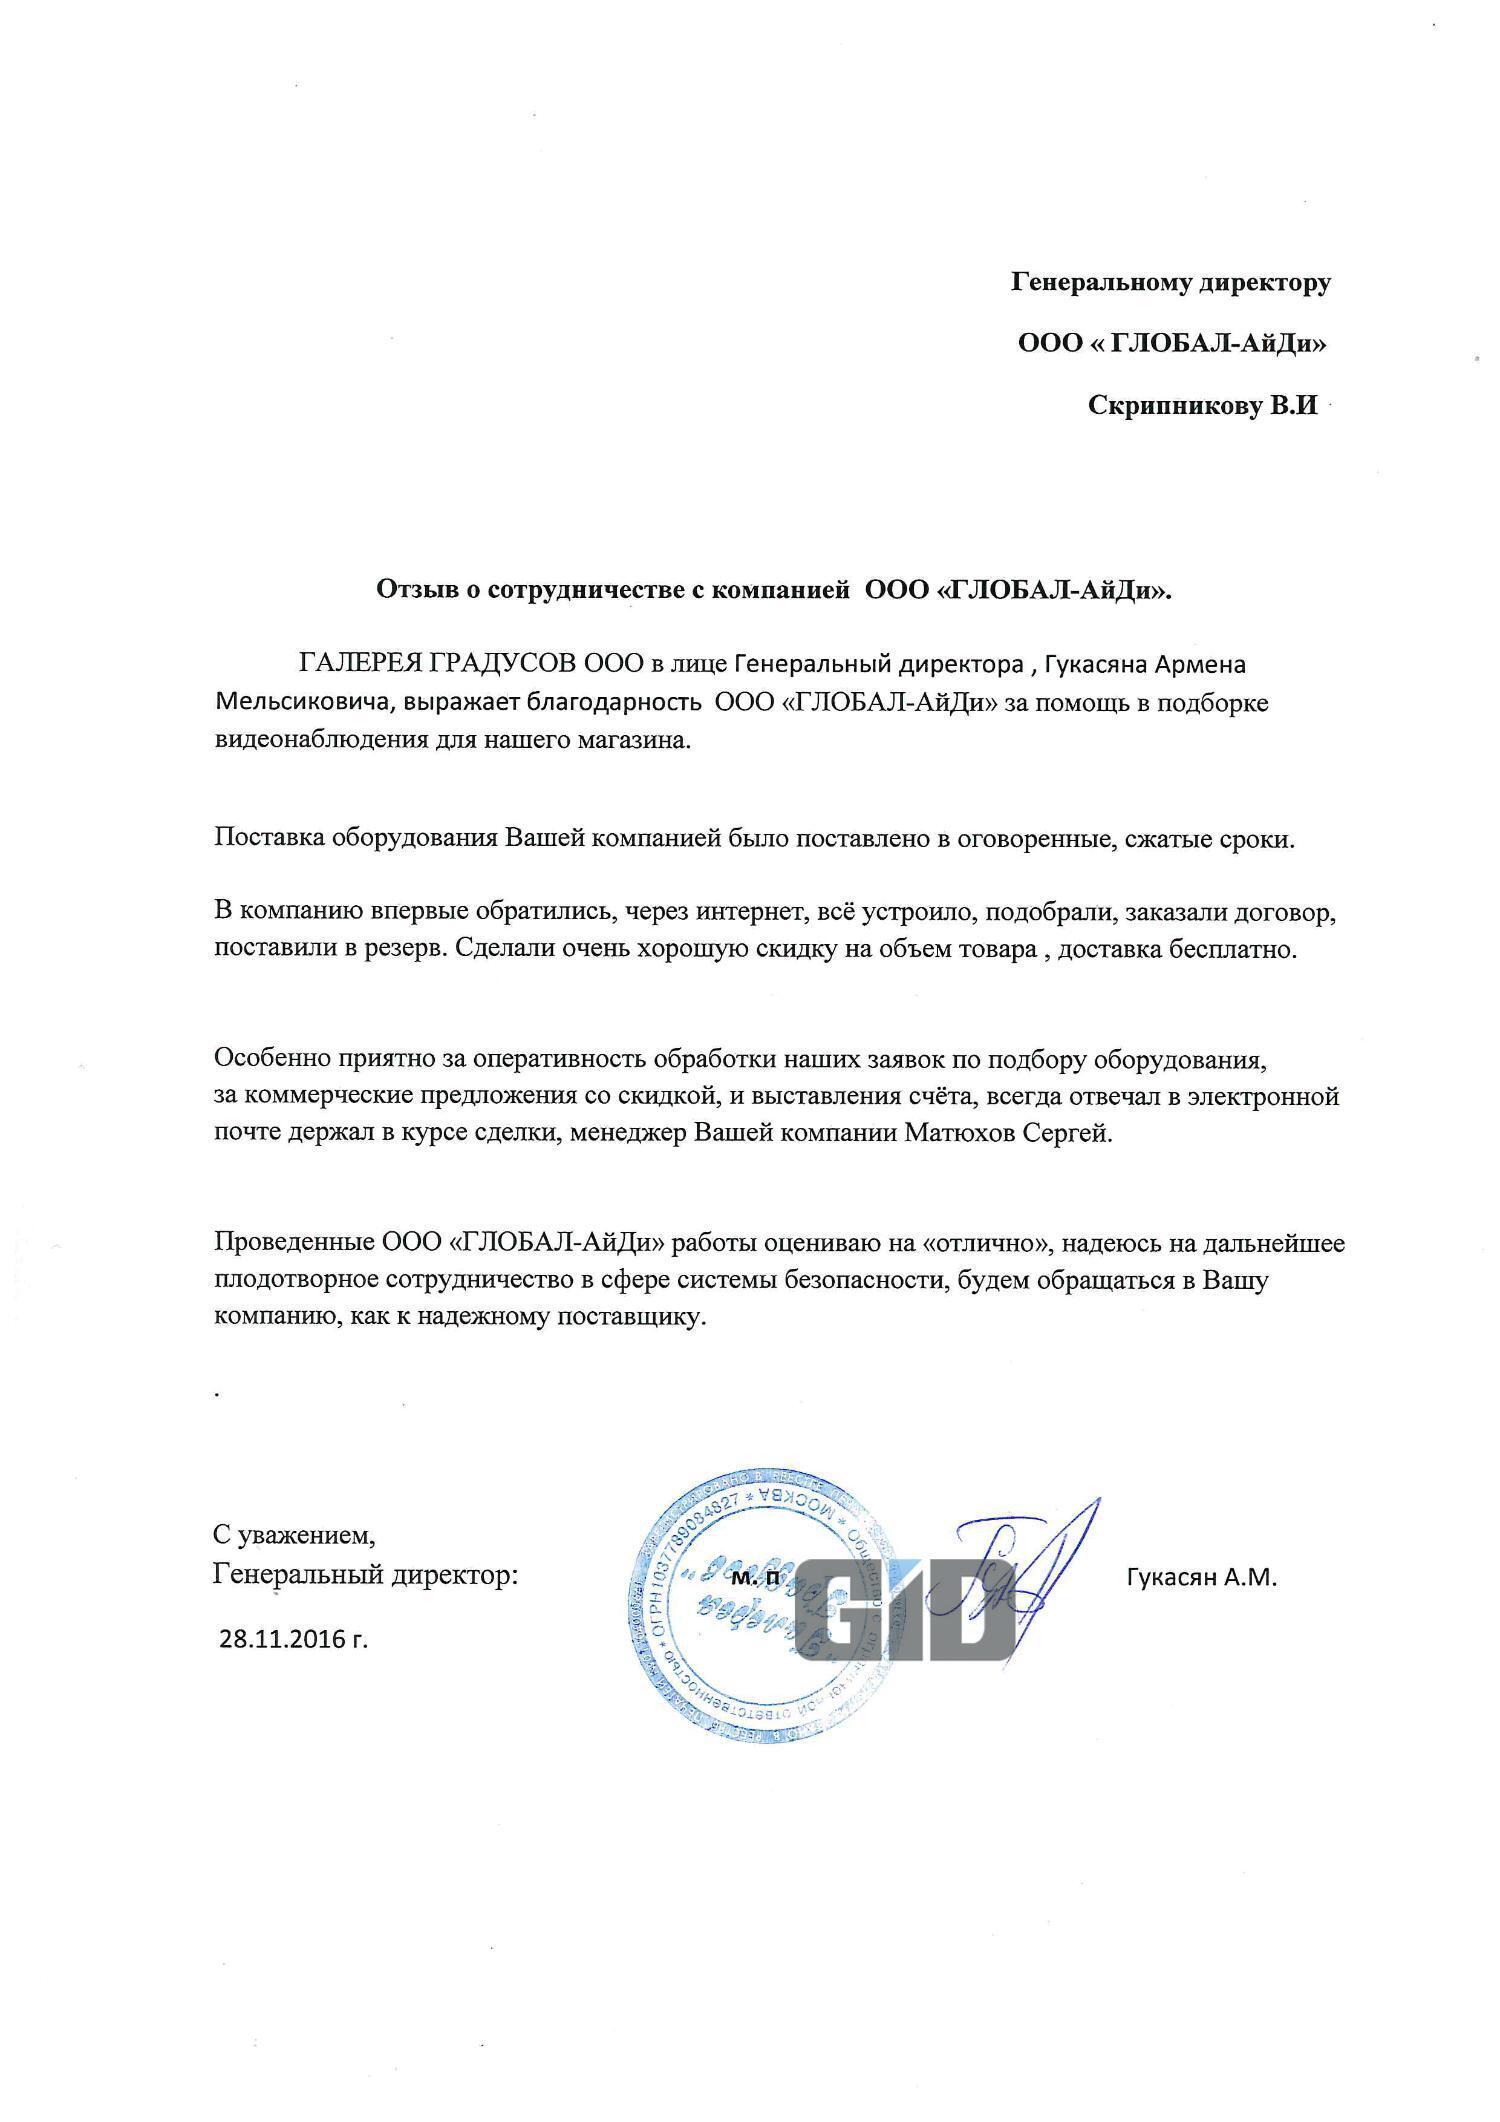 Генеральному директору
ООО « ГЛОБАЛ-АйДи»
Скрипникову В.И
Отзыв о сотрудничестве с компанией  ООО «ГЛОБАЛ-АйДи».
ГАЛЕРЕЯ ГРАДУСОВ ООО в лице Генеральный директора , Гукасяна Армена
Мельсиковича, выражает благодарность  ООО «ГЛОБАЛ-АйДи» за помощь в подборке
видеонаблюдения для нашего магазина.
Поставка оборудования Вашей компанией было поставлено в оговоренные, сжатые сроки.
В компанию впервые обратились, через интернет, всё устроило, подобрали, заказали договор,
поставили в резерв. Сделали очень хорошую скидку на объем товара , доставка бесплатно.
Особенно приятно за оперативность обработки наших заявок по подбору оборудования,
за коммерческие предложения со скидкой, и выставления счёта, всегда отвечал в электронной
почте держал в курсе сделки, менеджер Вашей компании Матюхов Сергей.
Проведенные ООО «ГЛОБАЛ-АйДи» работы оцениваю на «отлично», надеюсь на дальнейшее
плодотворное сотрудничество в сфере системы безопасности, будем обращаться в Вашу
компанию, как к надежному поставщику.
.
С уважением,
Генеральный директор:
м. п
Гукасян А.М.
28.11.2016 г.
GID
* МОСКВА * Общество с ответственностью * ОГРН 1037789084827
"Галерея
Градусов"